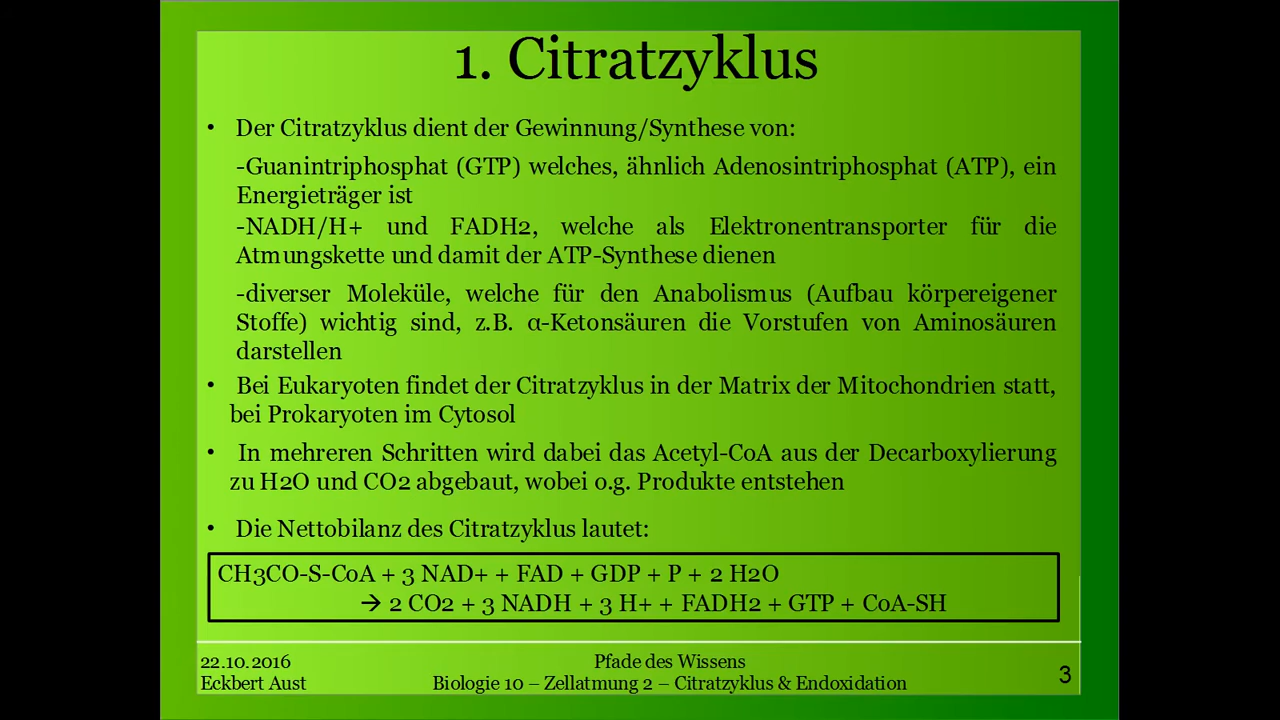 1. Citratzyklus
• Der Citratzyklus dient der Gewinnung/Synthese von:
-Guanintriphosphat (GTP) welches, ähnlich Adenosintriphosphat (ATP), ein
Energieträger ist
-NADH/H+ und FADH2, welche als Elektronentransporter für die
Atmungskette und damit der ATP-Synthese dienen
-diverser Moleküle, welche für den Anabolismus (Aufbau körpereigener
Stoffe) wichtig sind, z.B. α-Ketonsäuren die Vorstufen von Aminosäuren
darstellen
• Bei Eukaryoten findet der Citratzyklus in der Matrix der Mitochondrien statt,
bei Prokaryoten im Cytosol
• In mehreren Schritten wird dabei das Acetyl-CoA aus der Decarboxylierung
zu H2O und CO2 abgebaut, wobei o.g. Produkte entstehen
• Die Nettobilanz des Citratzyklus lautet:
CH3CO-S-CoA + 3 NAD+ + FAD + GDP + P + 2 H2O
→ 2 CO2 + 3 NADH + 3 H+ + FADH2 + GTP + CoA-SH
22.10.2016
Eckbert Aust
Pfade des Wissens
Biologie 10 – Zellatmung 2 – Citratzyklus & Endoxidation
3